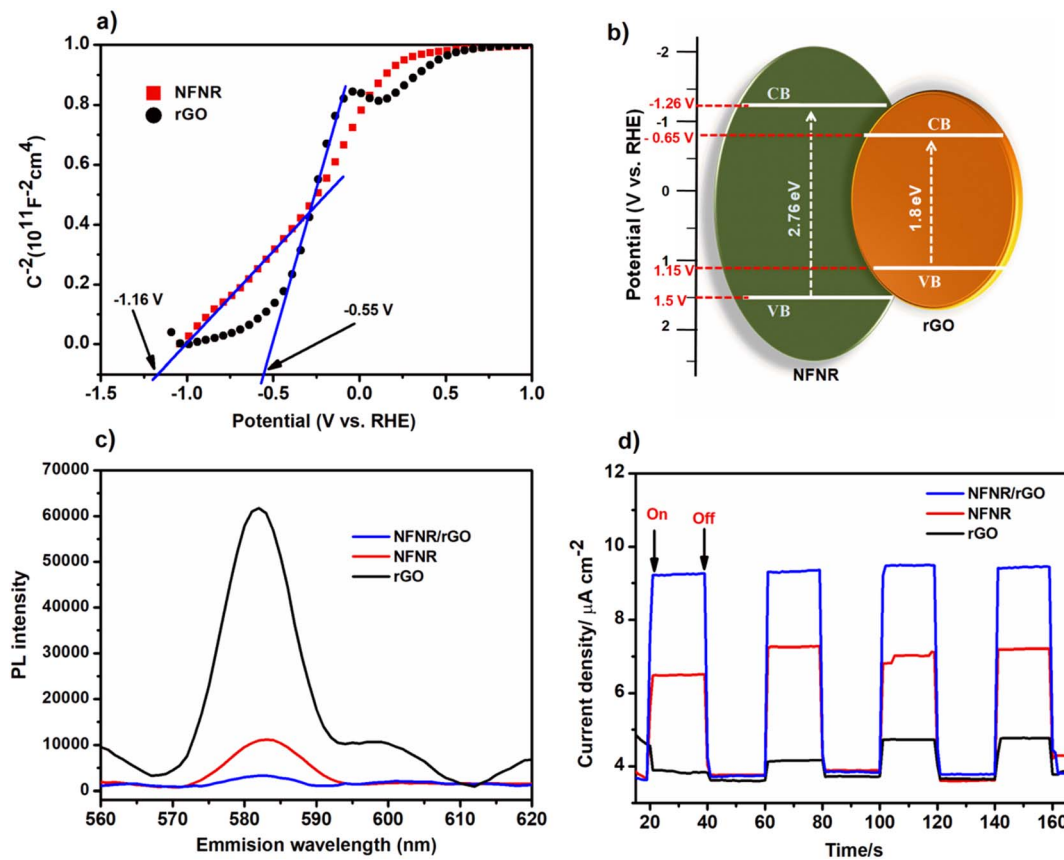 a)
1.0
0.8
0.6
0.4
0.2
0.0
C⁻²(10¹¹F⁻²cm⁴)
NFNR
rGO
-1.16 V
-0.55 V
-1.5 -1.0 -0.5 0.0 0.5 1.0
Potential (V vs. RHE)
b)
-2
-1
0
1
2
Potential (V vs. RHE)
-1.26 V
- 0.65 V
1.15 V
1.5 V
CB
2.76 eV
VB
NFNR
CB
1.8 eV
VB
rGO
c)
70000
60000
50000
40000
30000
20000
10000
0
PL intensity
NFNR/rGO
NFNR
rGO
560 570 580 590 600 610 620
Emmision wavelength (nm)
d)
12
10
8
6
4
Current density/ μA cm⁻²
On
Off
NFNR/rGO
NFNR
rGO
20 40 60 80 100 120 140 160
Time/s